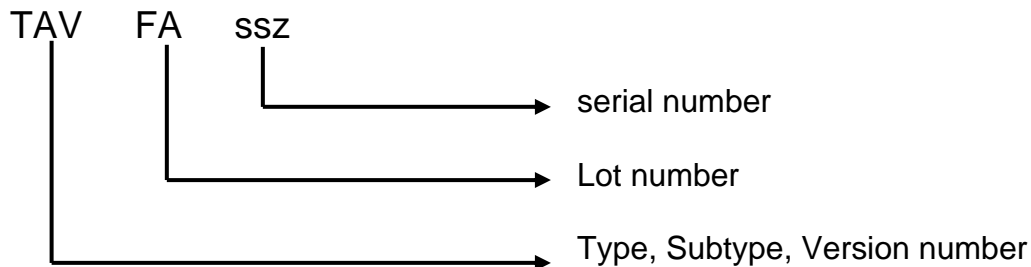 TAV FA ssz
serial number
Lot number
Type, Subtype, Version number